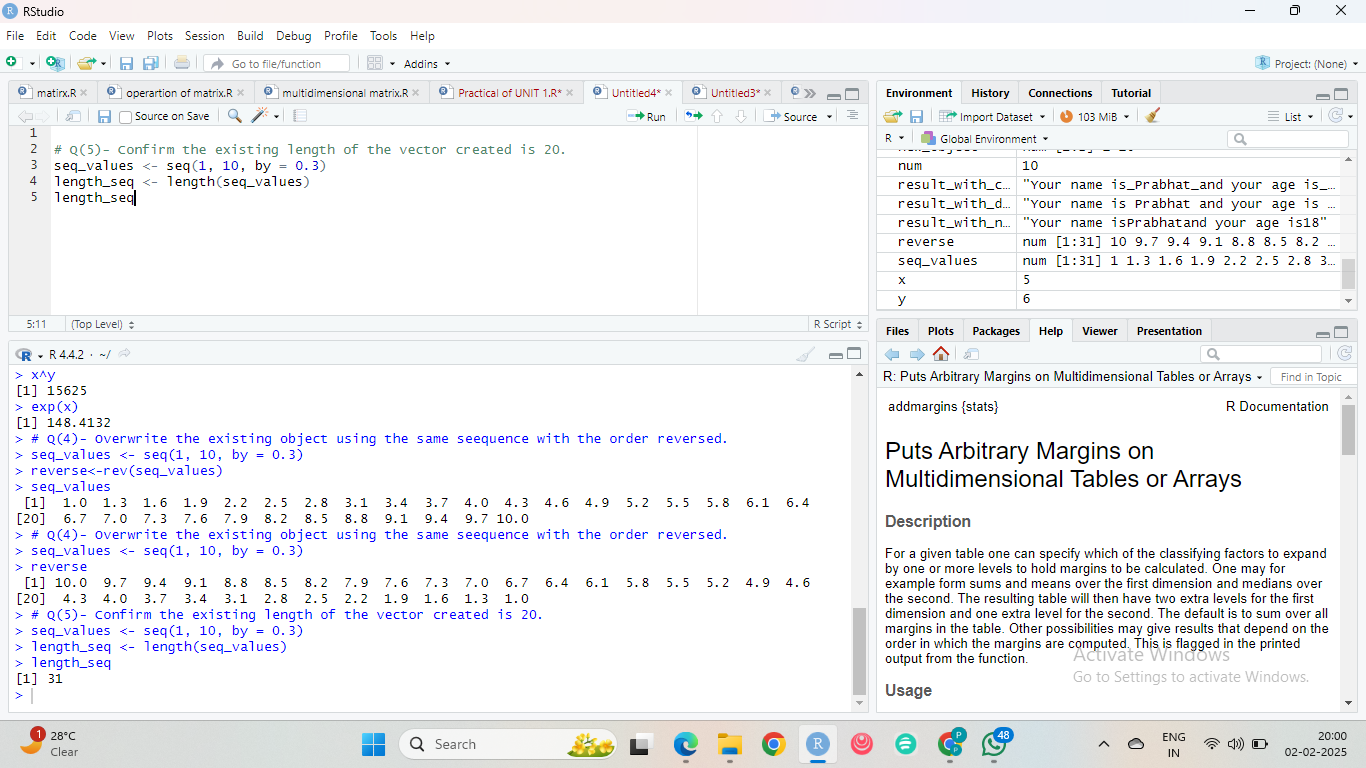 RStudio
File Edit Code View Plots Session Build Debug Profile Tools Help
Go to file/function Addins Project: (None)
matirx.R operartion of matrix.R multidimensional matrix.R Practical of UNIT 1.R* Untitled4* Untitled3*
Source on Save Run Source
1
2 # Q(5)- Confirm the existing length of the vector created is 20.
3 seq_values <- seq(1, 10, by = 0.3)
4 length_seq <- length(seq_values)
5 length_seq
5:11 (Top Level) R Script
R 4.4.2 · ~/
> x^y
[1] 15625
> exp(x)
[1] 148.4132
> # Q(4)- Overwrite the existing object using the same seequence with the order reversed.
> seq_values <- seq(1, 10, by = 0.3)
> reverse<-rev(seq_values)
> seq_values
[1] 1.0 1.3 1.6 1.9 2.2 2.5 2.8 3.1 3.4 3.7 4.0 4.3 4.6 4.9 5.2 5.5 5.8 6.1 6.4
[20] 6.7 7.0 7.3 7.6 7.9 8.2 8.5 8.8 9.1 9.4 9.7 10.0
> # Q(4)- Overwrite the existing object using the same seequence with the order reversed.
> seq_values <- seq(1, 10, by = 0.3)
> reverse
[1] 10.0 9.7 9.4 9.1 8.8 8.5 8.2 7.9 7.6 7.3 7.0 6.7 6.4 6.1 5.8 5.5 5.2 4.9 4.6
[20] 4.3 4.0 3.7 3.4 3.1 2.8 2.5 2.2 1.9 1.6 1.3 1.0
> # Q(5)- Confirm the existing length of the vector created is 20.
> seq_values <- seq(1, 10, by = 0.3)
> length_seq <- length(seq_values)
> length_seq
[1] 31
>
Environment History Connections Tutorial
Import Dataset 103 MiB List
R Global Environment
num 10
result_with_c… "Your name is_Prabhat_and your age is_…
result_with_d… "Your name is Prabhat and your age is …
result_with_n… "Your name isPrabhatand your age is18"
reverse num [1:31] 10 9.7 9.4 9.1 8.8 8.5 8.2 …
seq_values num [1:31] 1 1.3 1.6 1.9 2.2 2.5 2.8 3…
x 5
y 6
Files Plots Packages Help Viewer Presentation
R: Puts Arbitrary Margins on Multidimensional Tables or Arrays Find in Topic
addmargins {stats} R Documentation
Puts Arbitrary Margins on
Multidimensional Tables or Arrays
Description
For a given table one can specify which of the classifying factors to expand
by one or more levels to hold margins to be calculated. One may for
example form sums and means over the first dimension and medians over
the second. The resulting table will then have two extra levels for the first
dimension and one extra level for the second. The default is to sum over all
margins in the table. Other possibilities may give results that depend on the
order in which the margins are computed. This is flagged in the printed
output from the function.
Usage
Activate Windows
Go to Settings to activate Windows.
1 28°C
Clear
Search
48
ENG
IN
20:00
02-02-2025